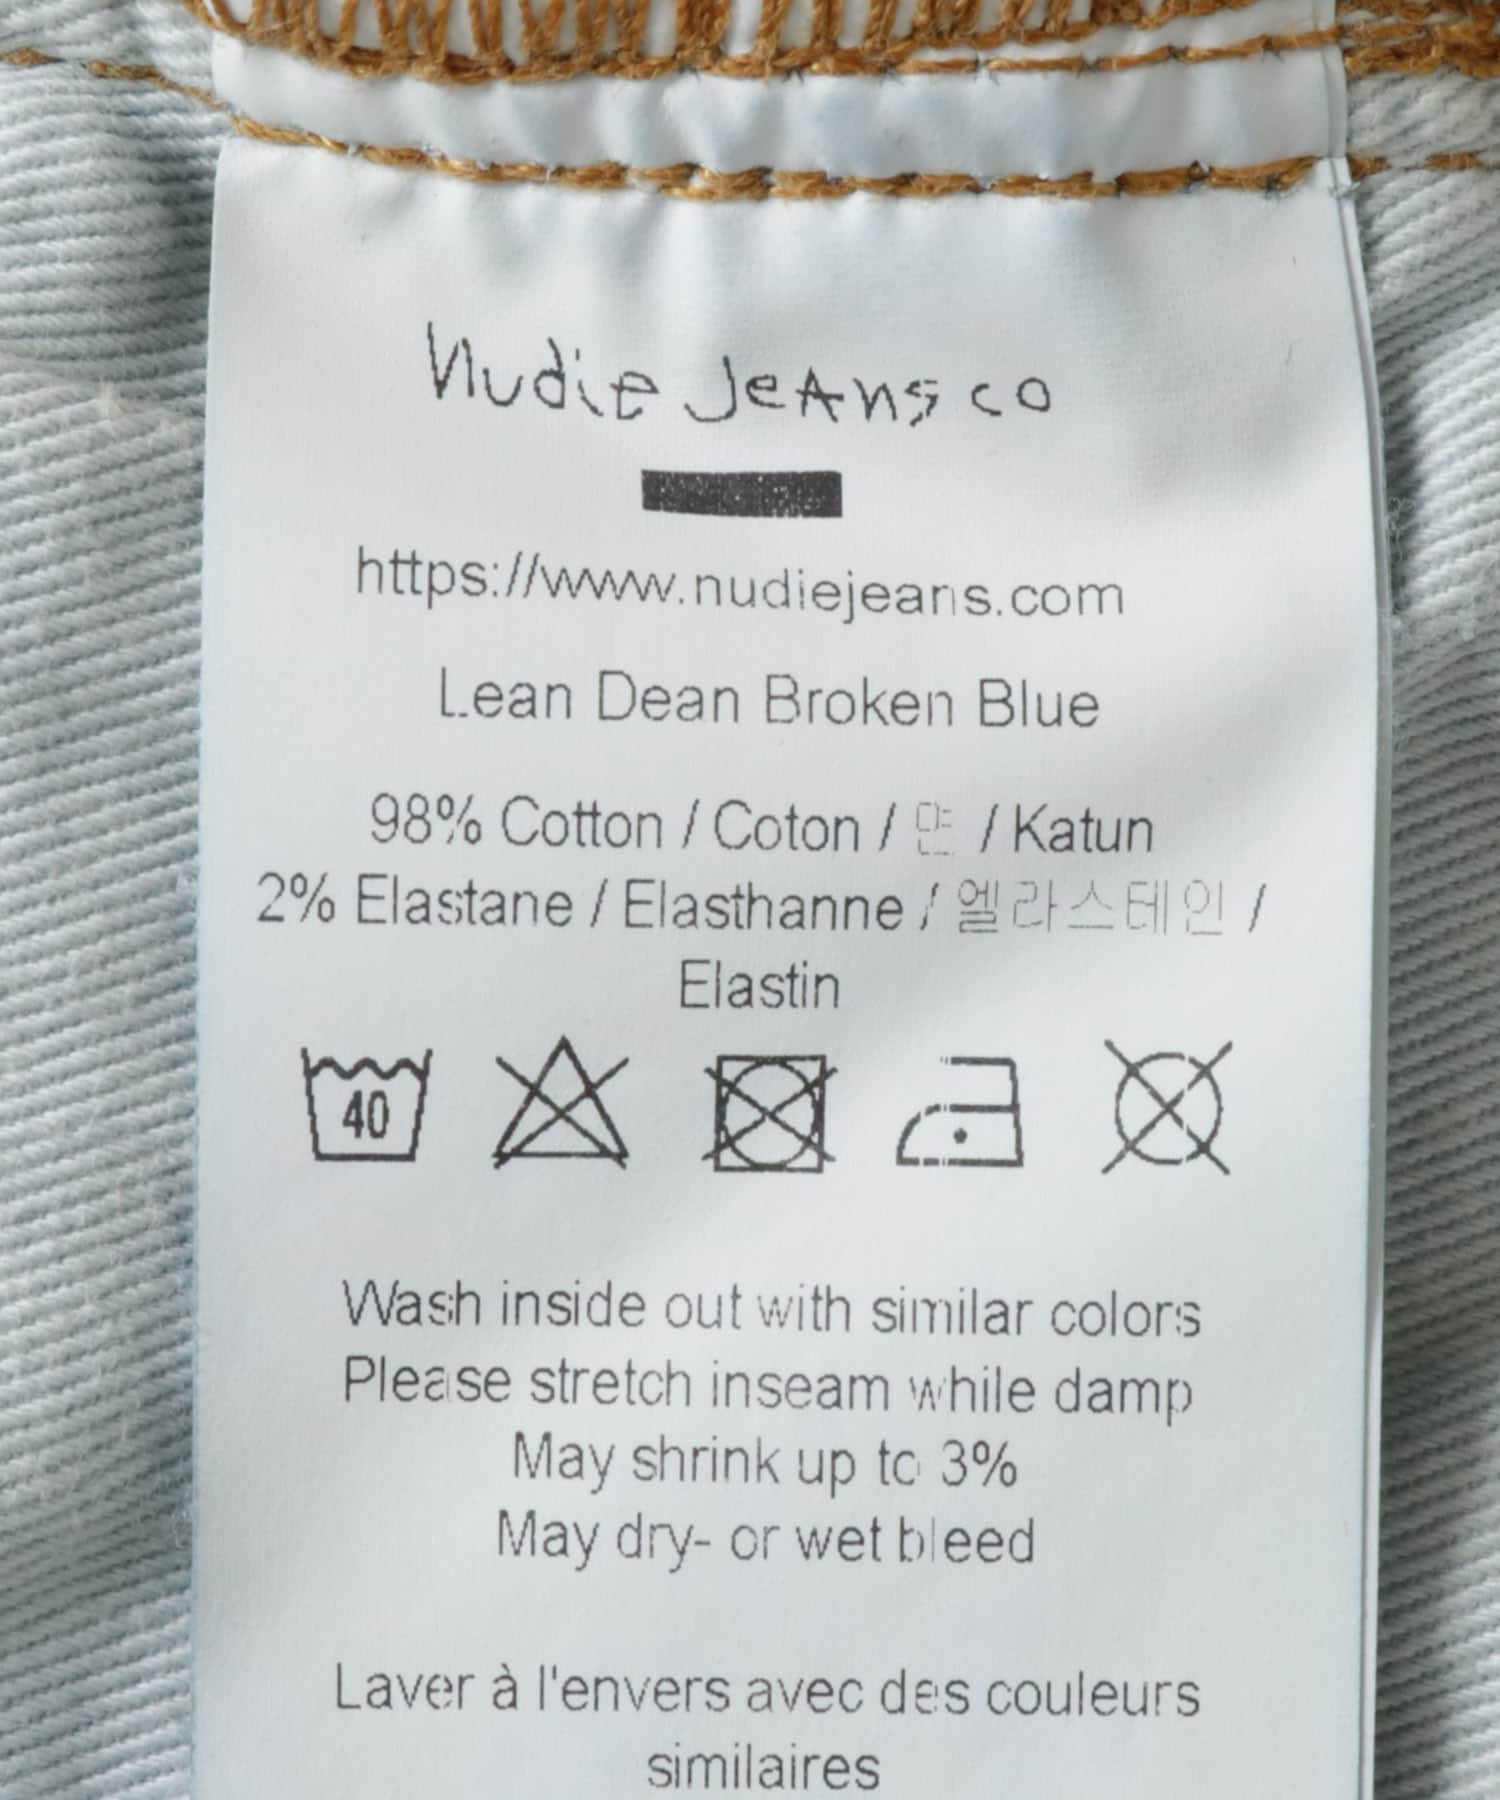 Nudie Jeans co
https://www.nudiejeans.com
Lean Dean Broken Blue
98% Cotton / Coton / 면 / Katun
2% Elastane / Elasthanne / 엘라스테인 /
Elastin
40
Wash inside out with similar colors
Please stretch inseam while damp
May shrink up to 3%
May dry- or wet bleed
Laver à l'envers avec des couleurs
similaires